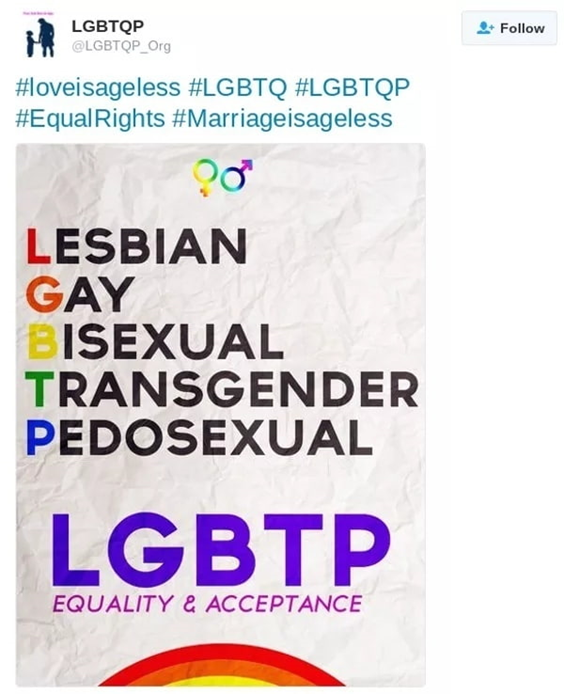 LGBTQP
@LGBTQP_Org
Follow
#loveisageless #LGBTQ #LGBTQP
#EqualRights #Marriageisageless
LESBIAN
GAY
BISEXUAL
TRANSGENDER
PEDOSEXUAL
LGBTP
EQUALITY & ACCEPTANCE